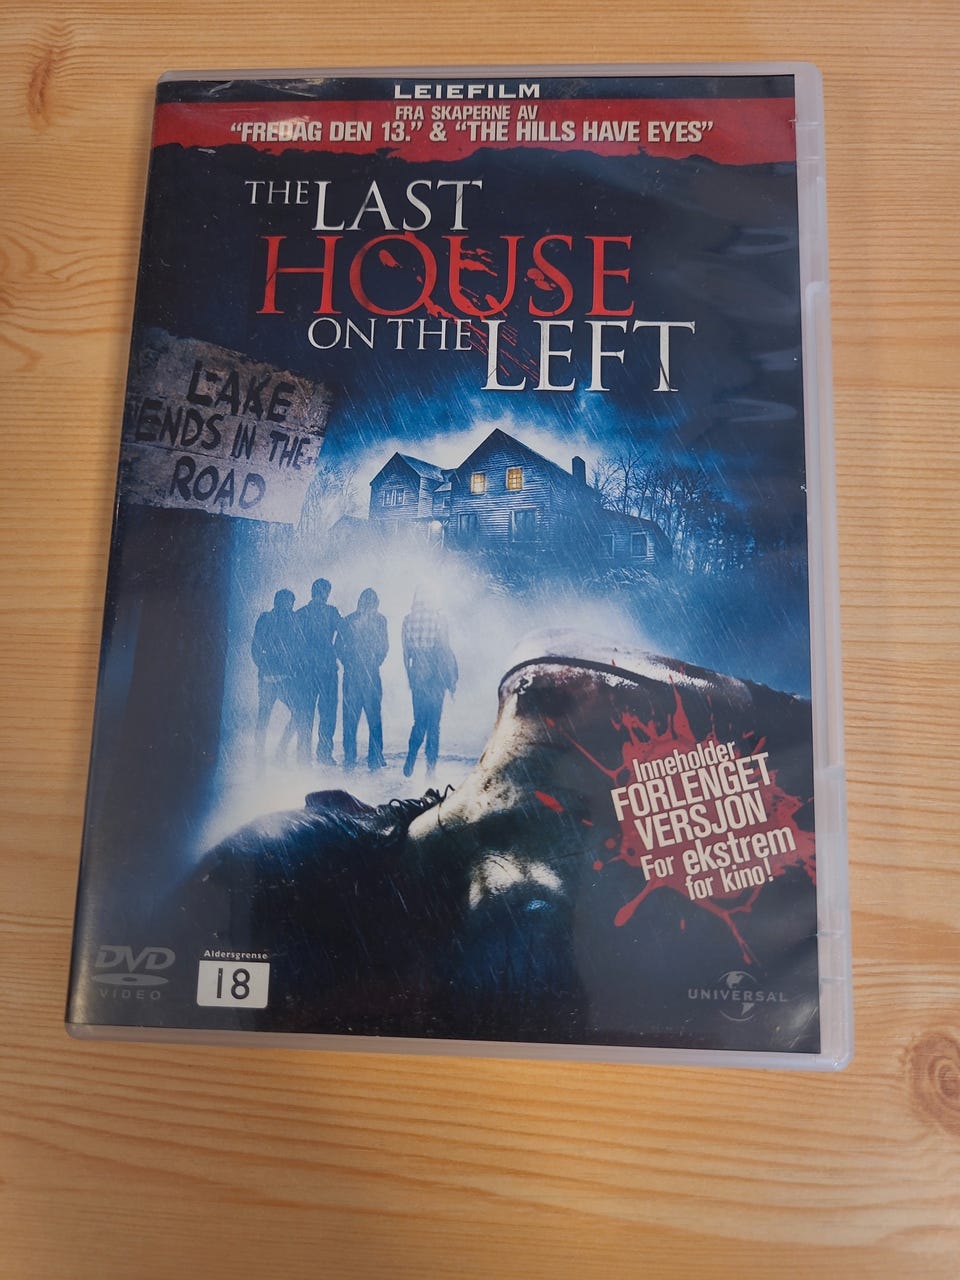 LEIEFILM
FRA SKAPERNE AV
"FREDAG DEN 13." & "THE HILLS HAVE EYES"
THE LAST
HOUSE
ON THE LEFT
LAKE
ENDS IN THE
ROAD
Inneholder
FORLENGET
VERSJON
For ekstrem
for kino!
DVD
VIDEO
Aldersgrense
18
UNIVERSAL